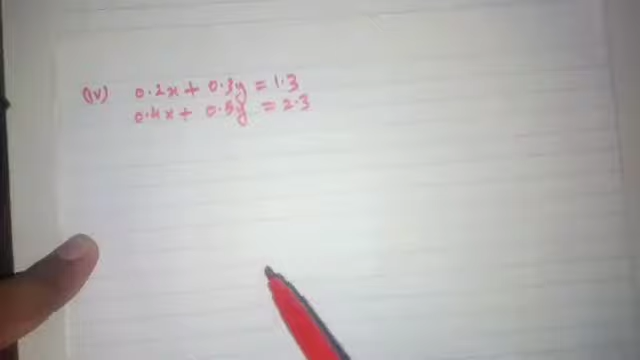 (iv) 0.2x + 0.3y = 1.3
0.4x + 0.5y = 2.3